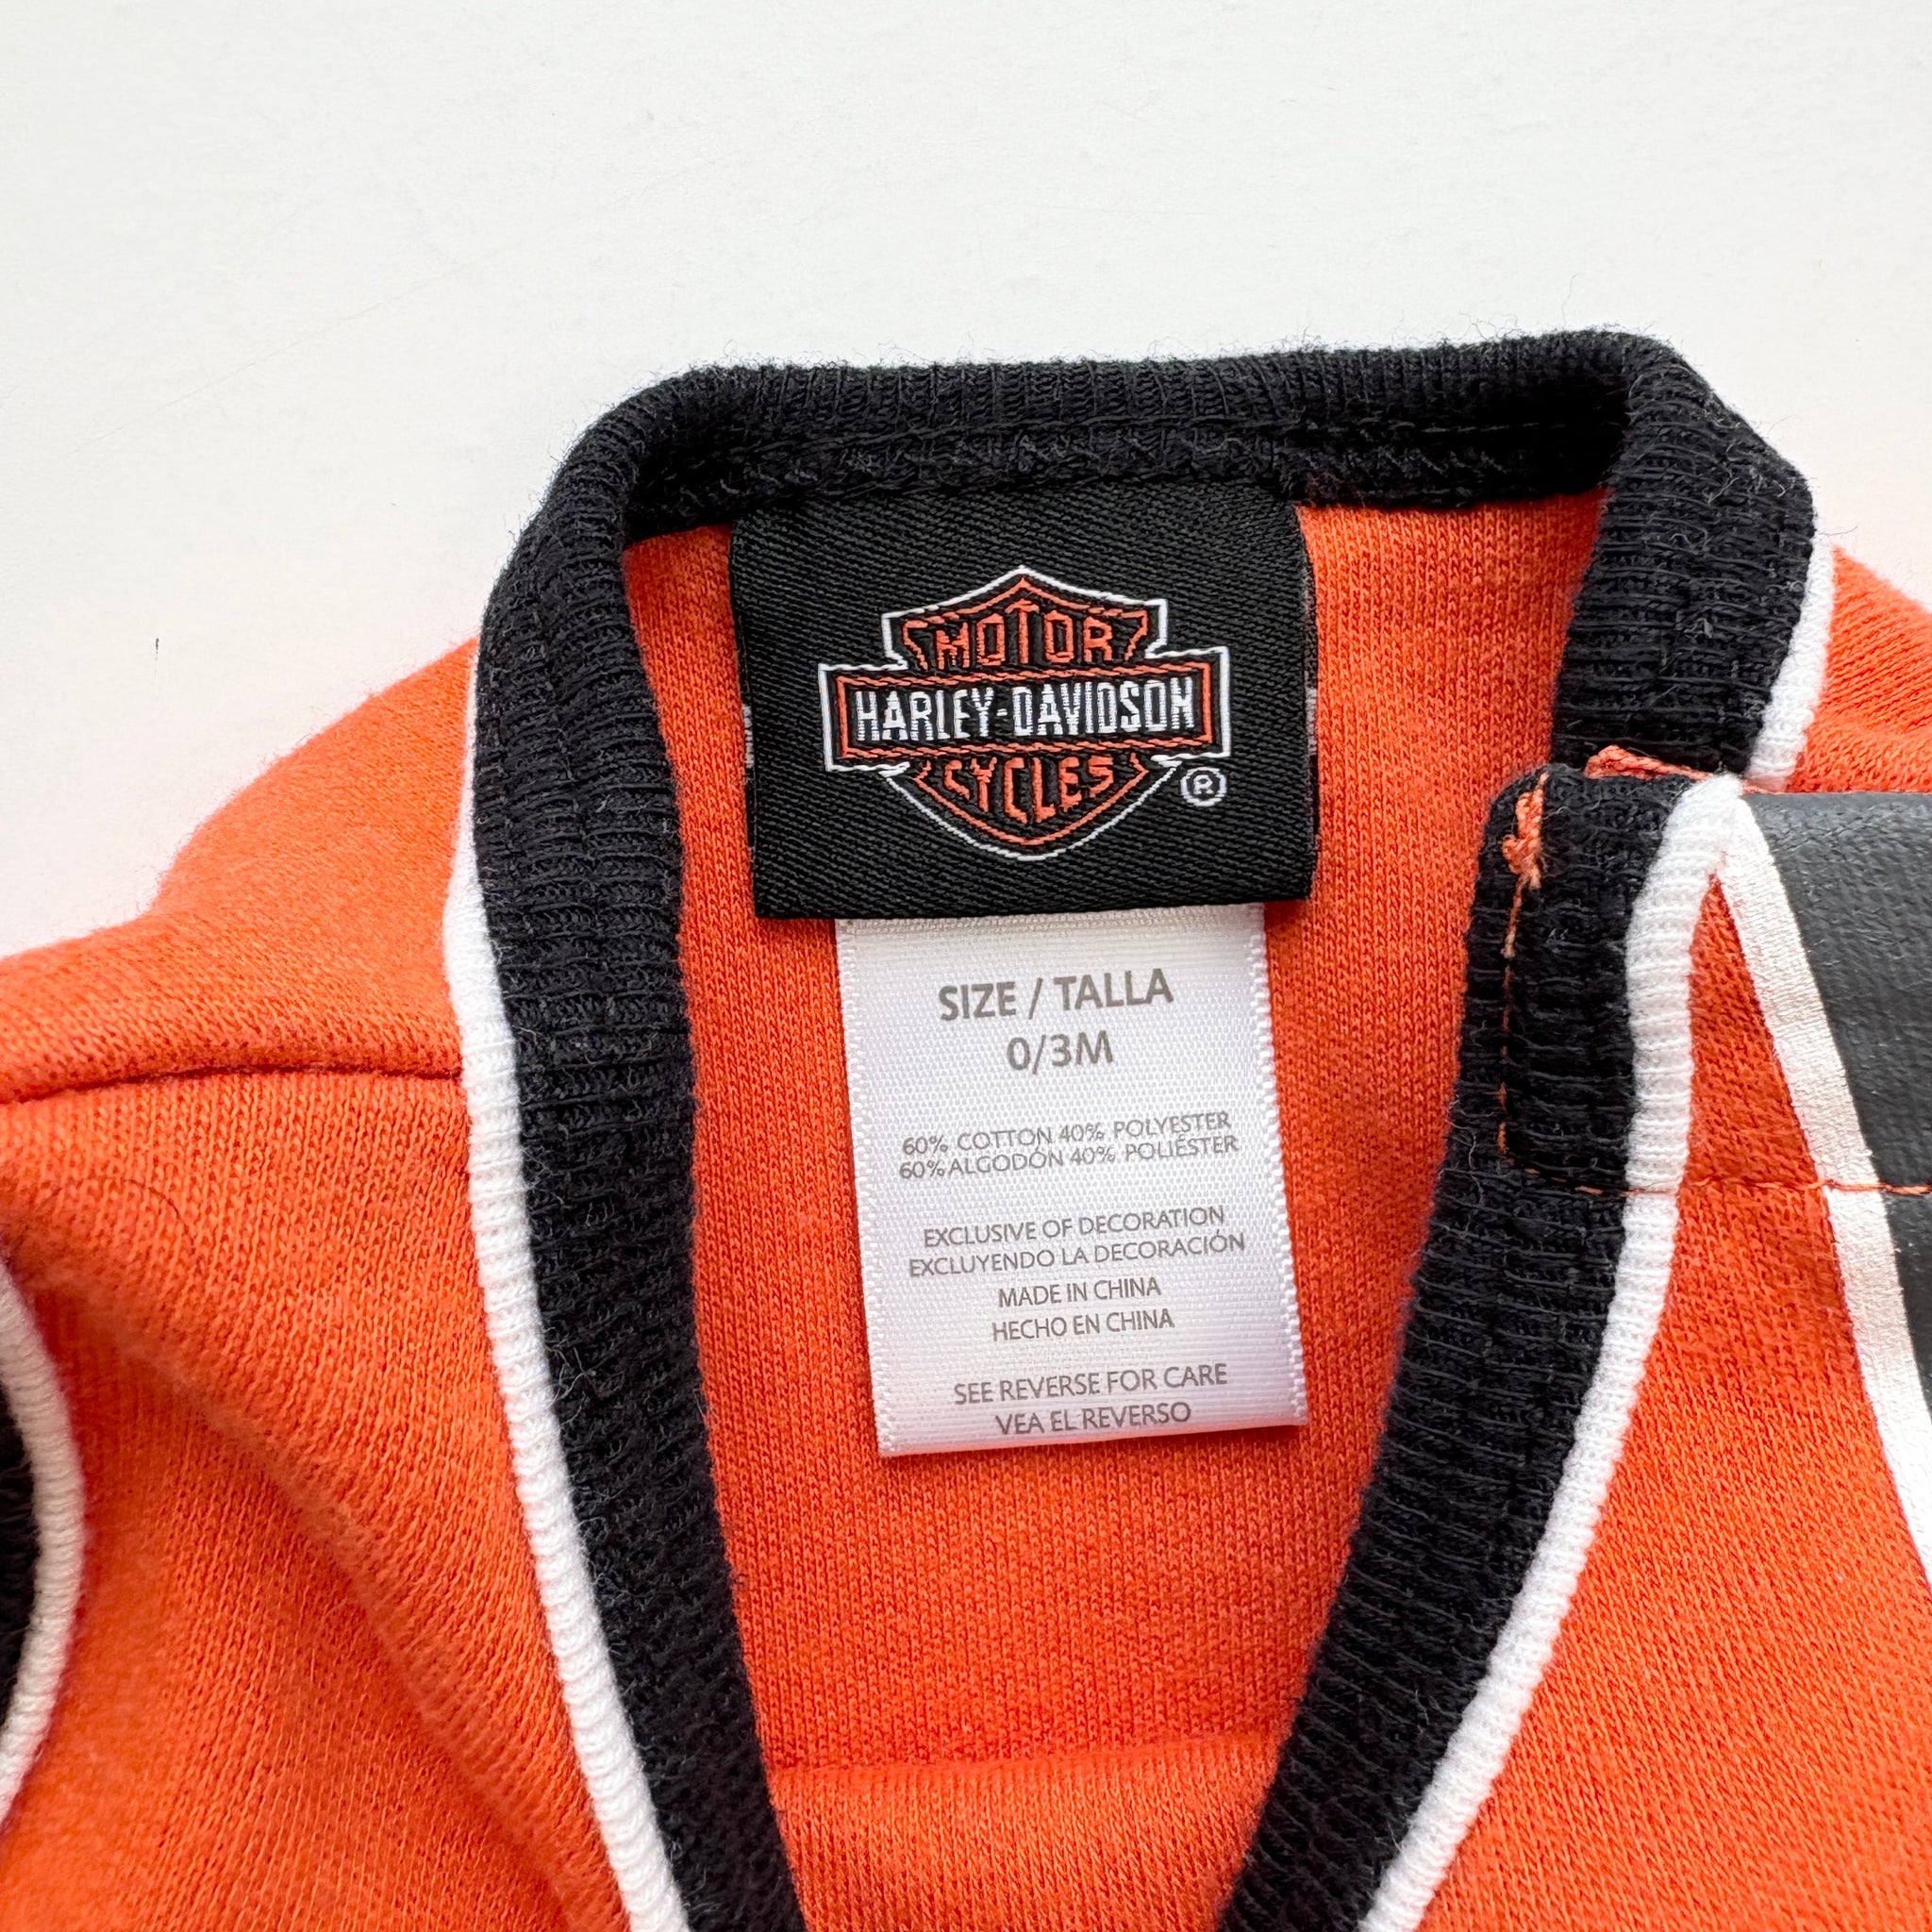 MOTOR
HARLEY-DAVIDSON
CYCLES
®
SIZE / TALLA
0/3M
60% COTTON 40% POLYESTER
60% ALGODÓN 40% POLIÉSTER
EXCLUSIVE OF DECORATION
EXCLUYENDO LA DECORACIÓN
MADE IN CHINA
HECHO EN CHINA
SEE REVERSE FOR CARE
VEA EL REVERSO